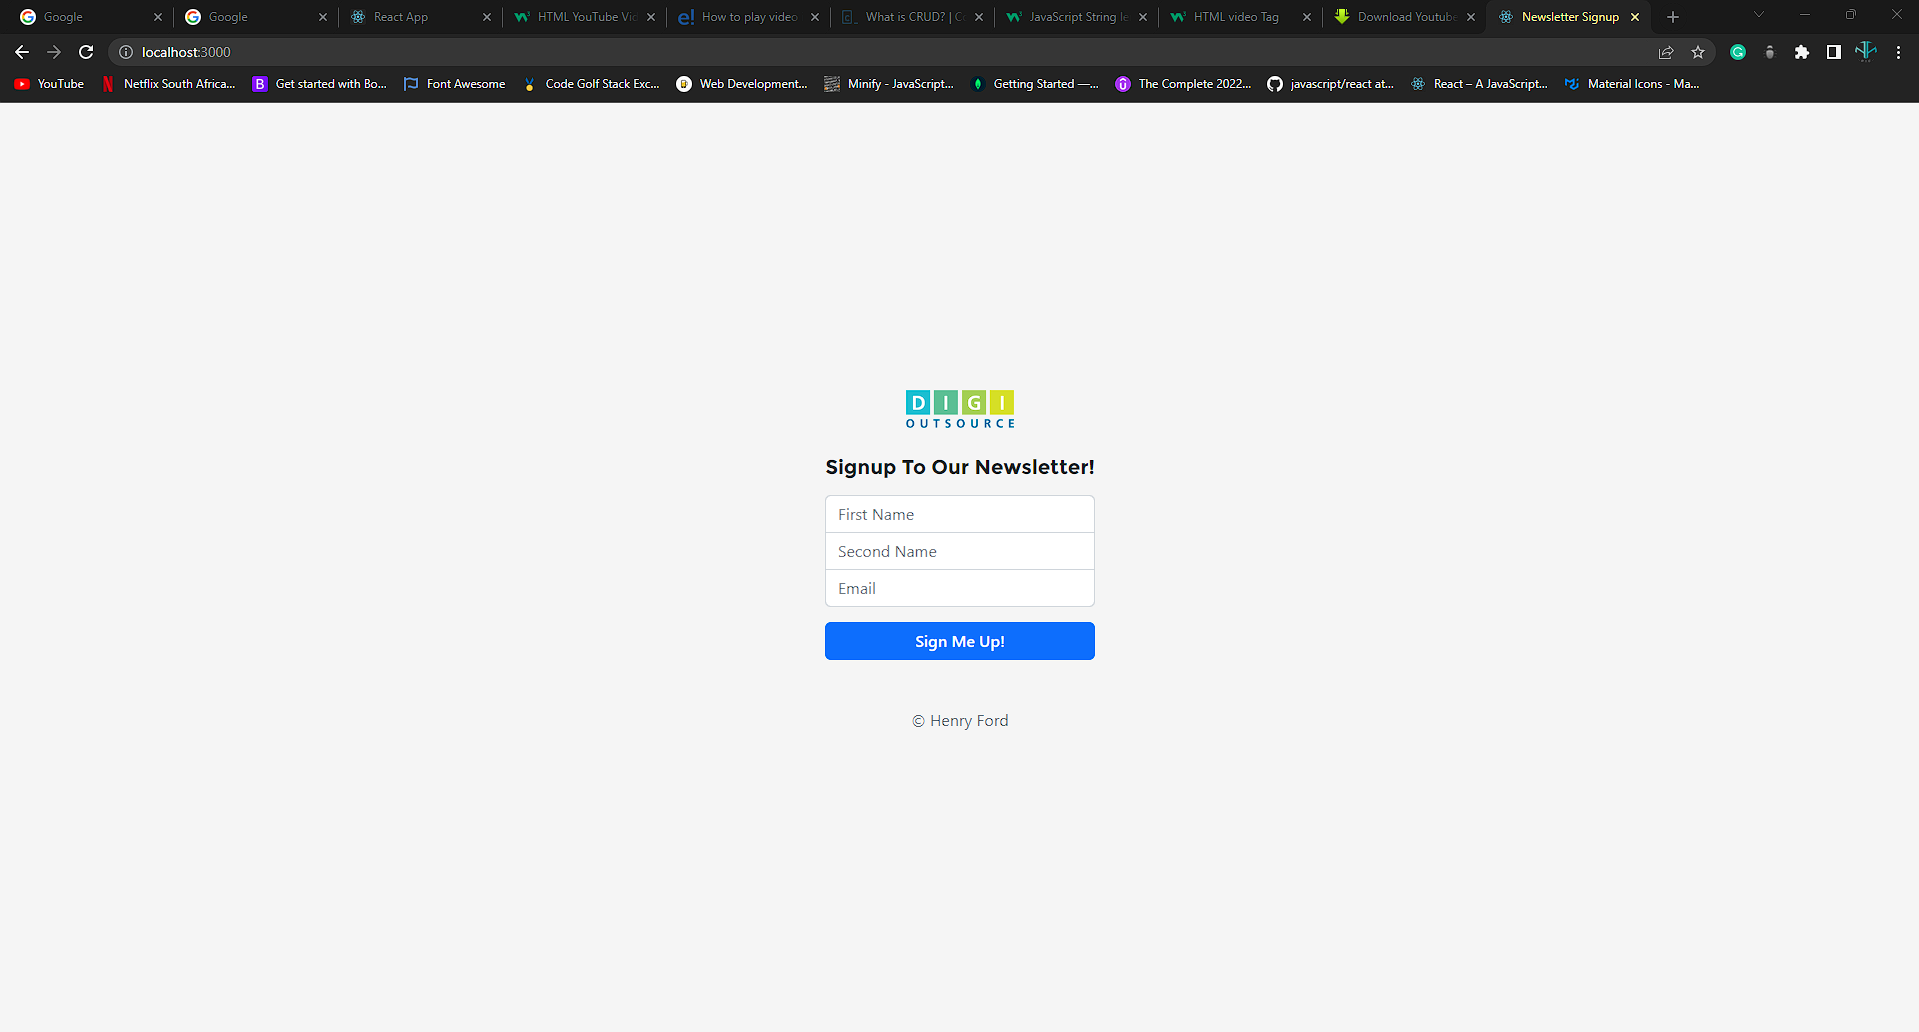 Google
Google
React App
HTML YouTube Vid
How to play video
What is CRUD? | Co
JavaScript String le
HTML video Tag
Download Youtube
Newsletter Signup
localhost:3000
YouTube
Netflix South Africa...
Get started with Bo...
Font Awesome
Code Golf Stack Exc...
Web Development...
Minify - JavaScript...
Getting Started —...
The Complete 2022...
javascript/react at...
React – A JavaScript...
Material Icons - Ma...
DIGI
OUTSOURCE
Signup To Our Newsletter!
First Name
Second Name
Email
Sign Me Up!
© Henry Ford